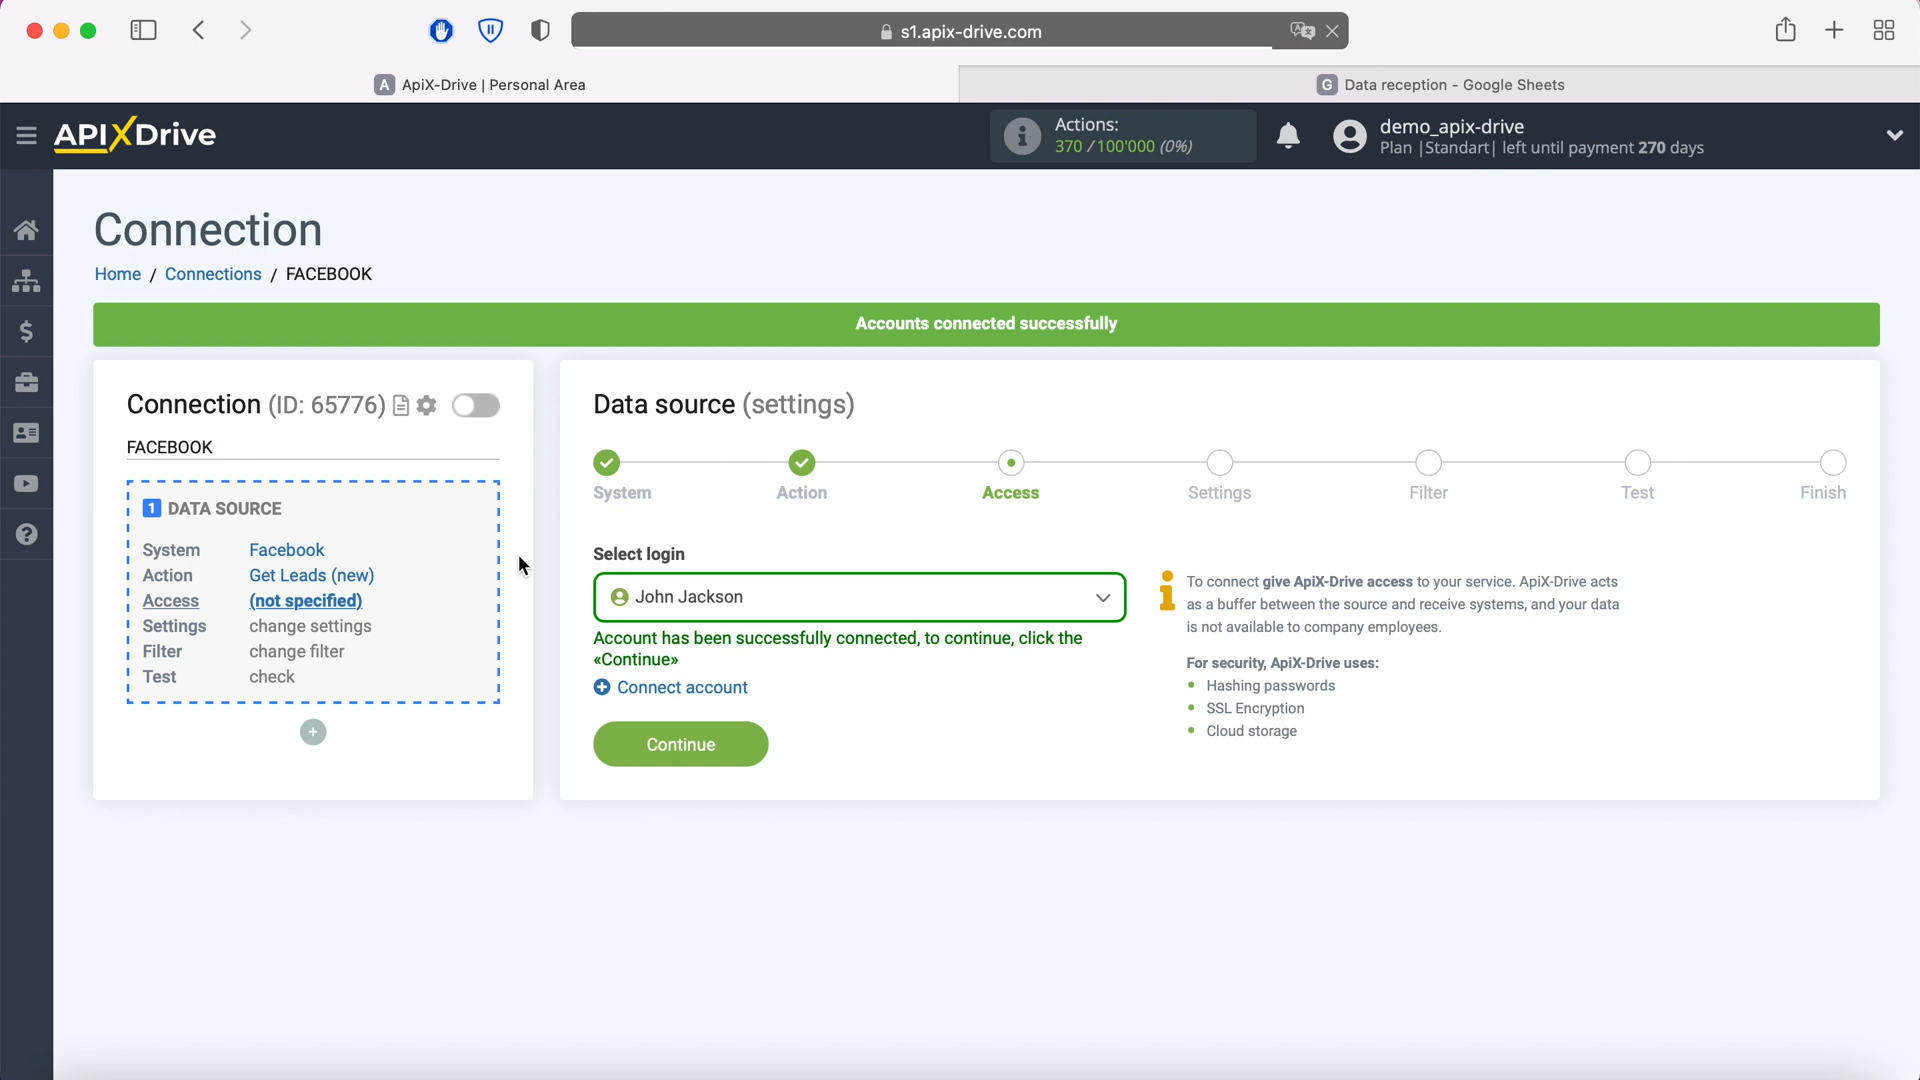 s1.apix-drive.com
A ApiX-Drive | Personal Area
G Data reception - Google Sheets
APIXDrive
Actions:
370 / 100'000 (0%)
demo_apix-drive
Plan |Standart| left until payment 270 days
Connection
Home / Connections / FACEBOOK
Accounts connected successfully
Connection (ID: 65776)
FACEBOOK
1 DATA SOURCE
System Facebook
Action Get Leads (new)
Access (not specified)
Settings change settings
Filter change filter
Test check
Data source (settings)
System Action Access Settings Filter Test Finish
Select login
John Jackson
Account has been successfully connected, to continue, click the
«Continue»
Connect account
Continue
To connect give ApiX-Drive access to your service. ApiX-Drive acts
as a buffer between the source and receive systems, and your data
is not available to company employees.
For security, ApiX-Drive uses:
Hashing passwords
SSL Encryption
Cloud storage